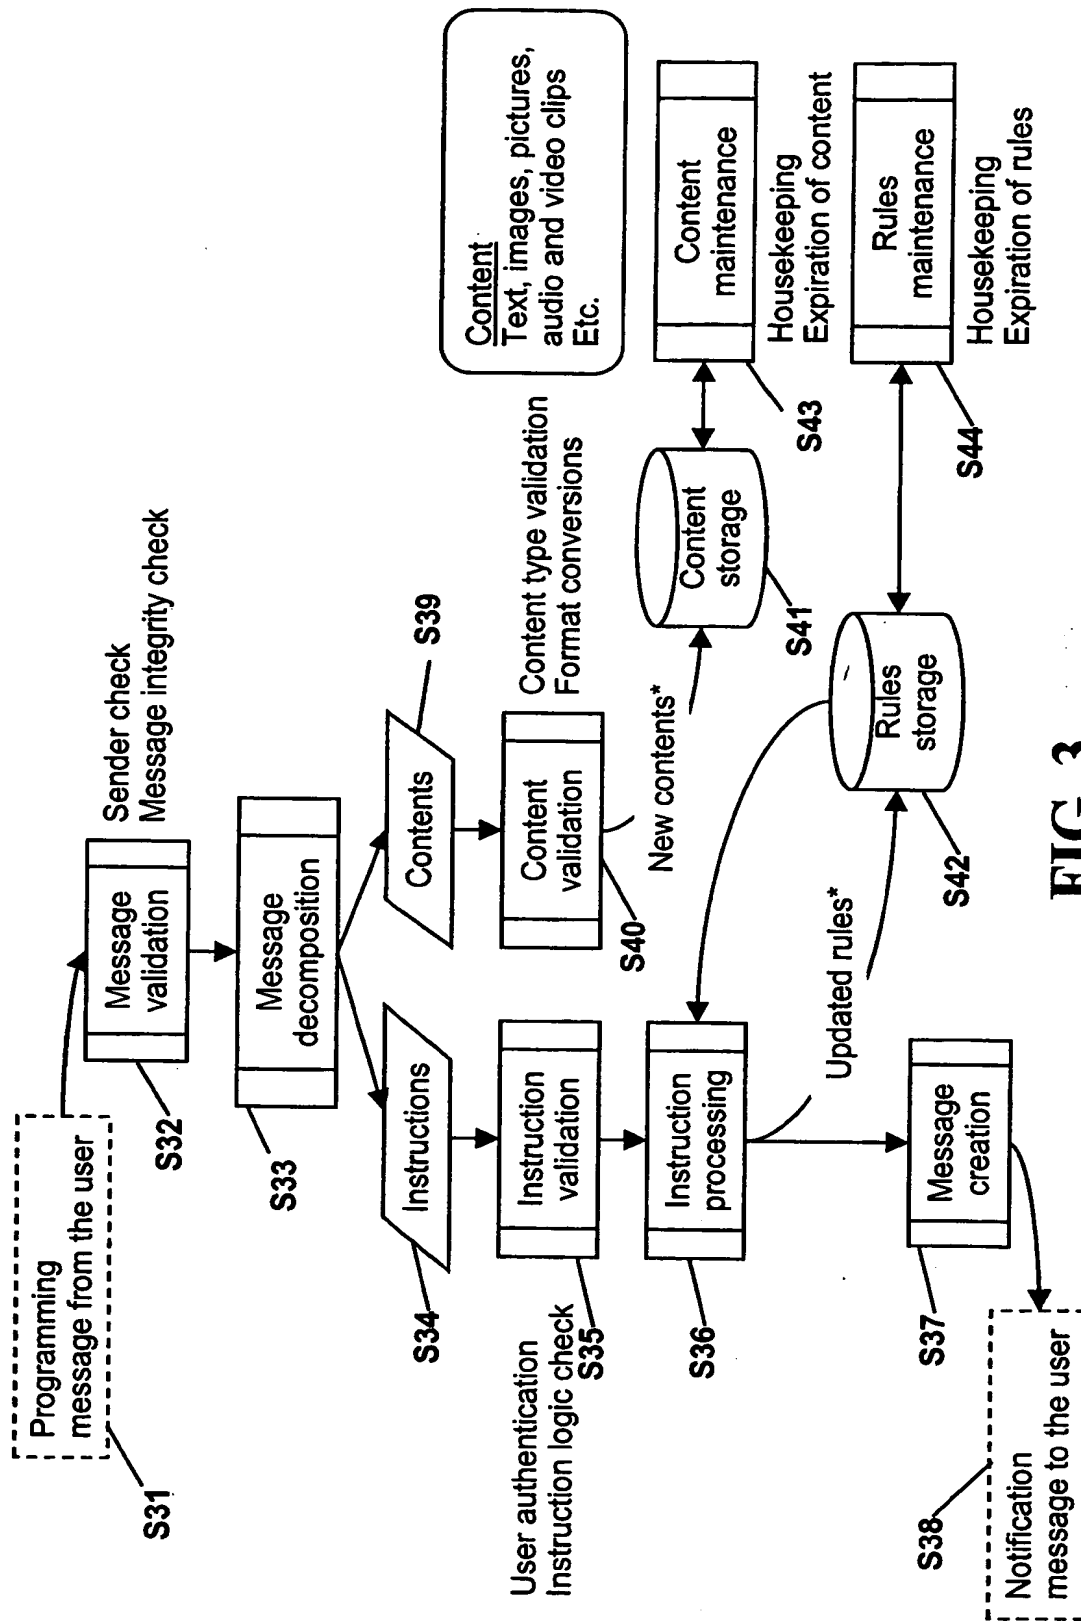 Programming
message from the user
S31
Sender check
Message integrity check
Message
validation
S32
Message
decomposition
S33
Instructions
S34
Contents
S39
User authentication
Instruction logic check
Instruction
validation
S35
Content
validation
S40
Content type validation
Format conversions
Content
Text, images, pictures,
audio and video clips
Etc.
Instruction
processing
S36
New contents*
Content
storage
S41
Content
maintenance
S43
Housekeeping
Expiration of content
Updated rules*
Rules
storage
S42
Rules
maintenance
S44
Housekeeping
Expiration of rules
Message
creation
S37
Notification
message to the user
S38
FIG. 3